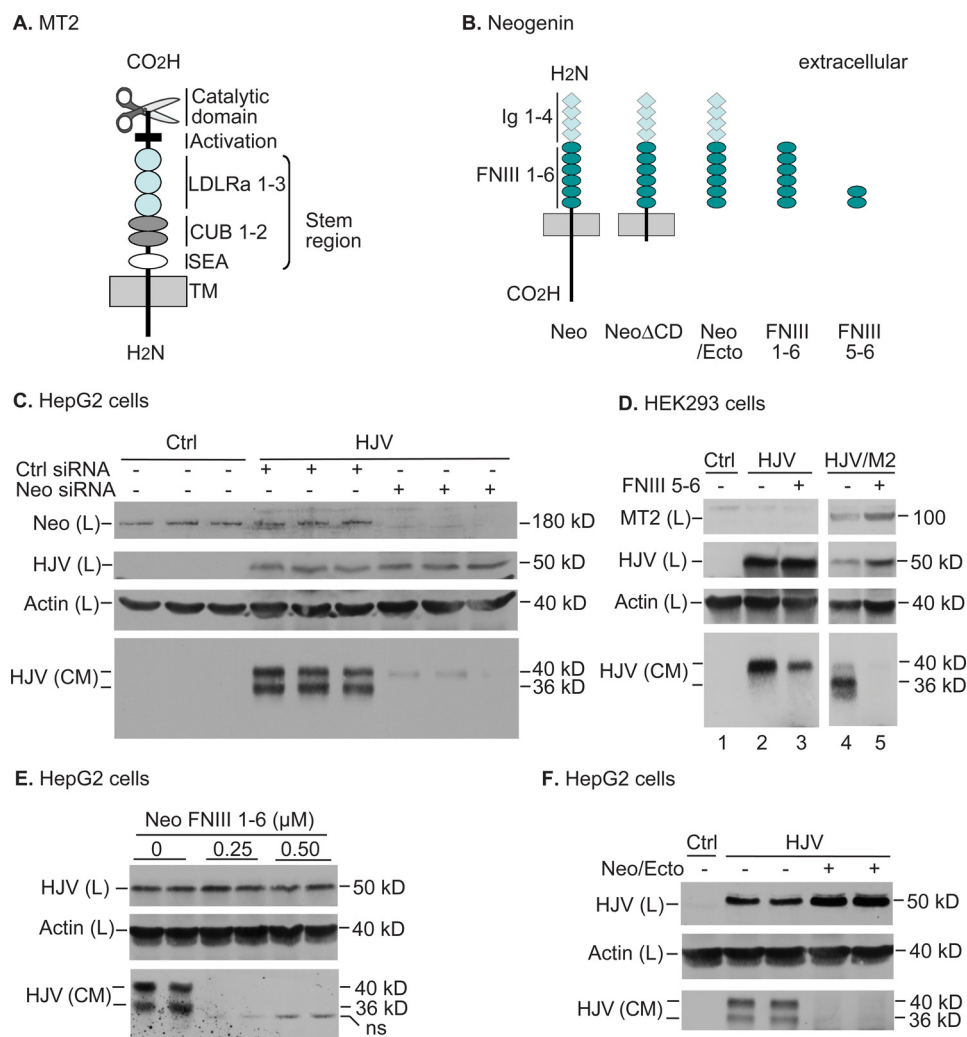 A. MT2
CO2H
Catalytic
domain
Activation
LDLRa 1-3
CUB 1-2
SEA
TM
Stem
region
H2N
B. Neogenin
extracellular
H2N
Ig 1-4
FNIII 1-6
CO2H
Neo NeoΔCD Neo
/Ecto FNIII
1-6 FNIII
5-6
C. HepG2 cells
Ctrl HJV
Ctrl siRNA - - - + + + - - -
Neo siRNA - - - - - - + + +
Neo (L) 180 kD
HJV (L) 50 kD
Actin (L) 40 kD
HJV (CM) 40 kD
36 kD
D. HEK293 cells
Ctrl HJV HJV/M2
FNIII 5-6 - - + - +
MT2 (L) 100
HJV (L) 50 kD
Actin (L) 40 kD
HJV (CM) 40 kD
36 kD
1 2 3 4 5
E. HepG2 cells
Neo FNIII 1-6 (μM)
0 0.25 0.50
HJV (L) 50 kD
Actin (L) 40 kD
HJV (CM) 40 kD
36 kD
ns
F. HepG2 cells
Ctrl HJV
Neo/Ecto - - - + +
HJV (L) 50 kD
Actin (L) 40 kD
HJV (CM) 40 kD
36 kD